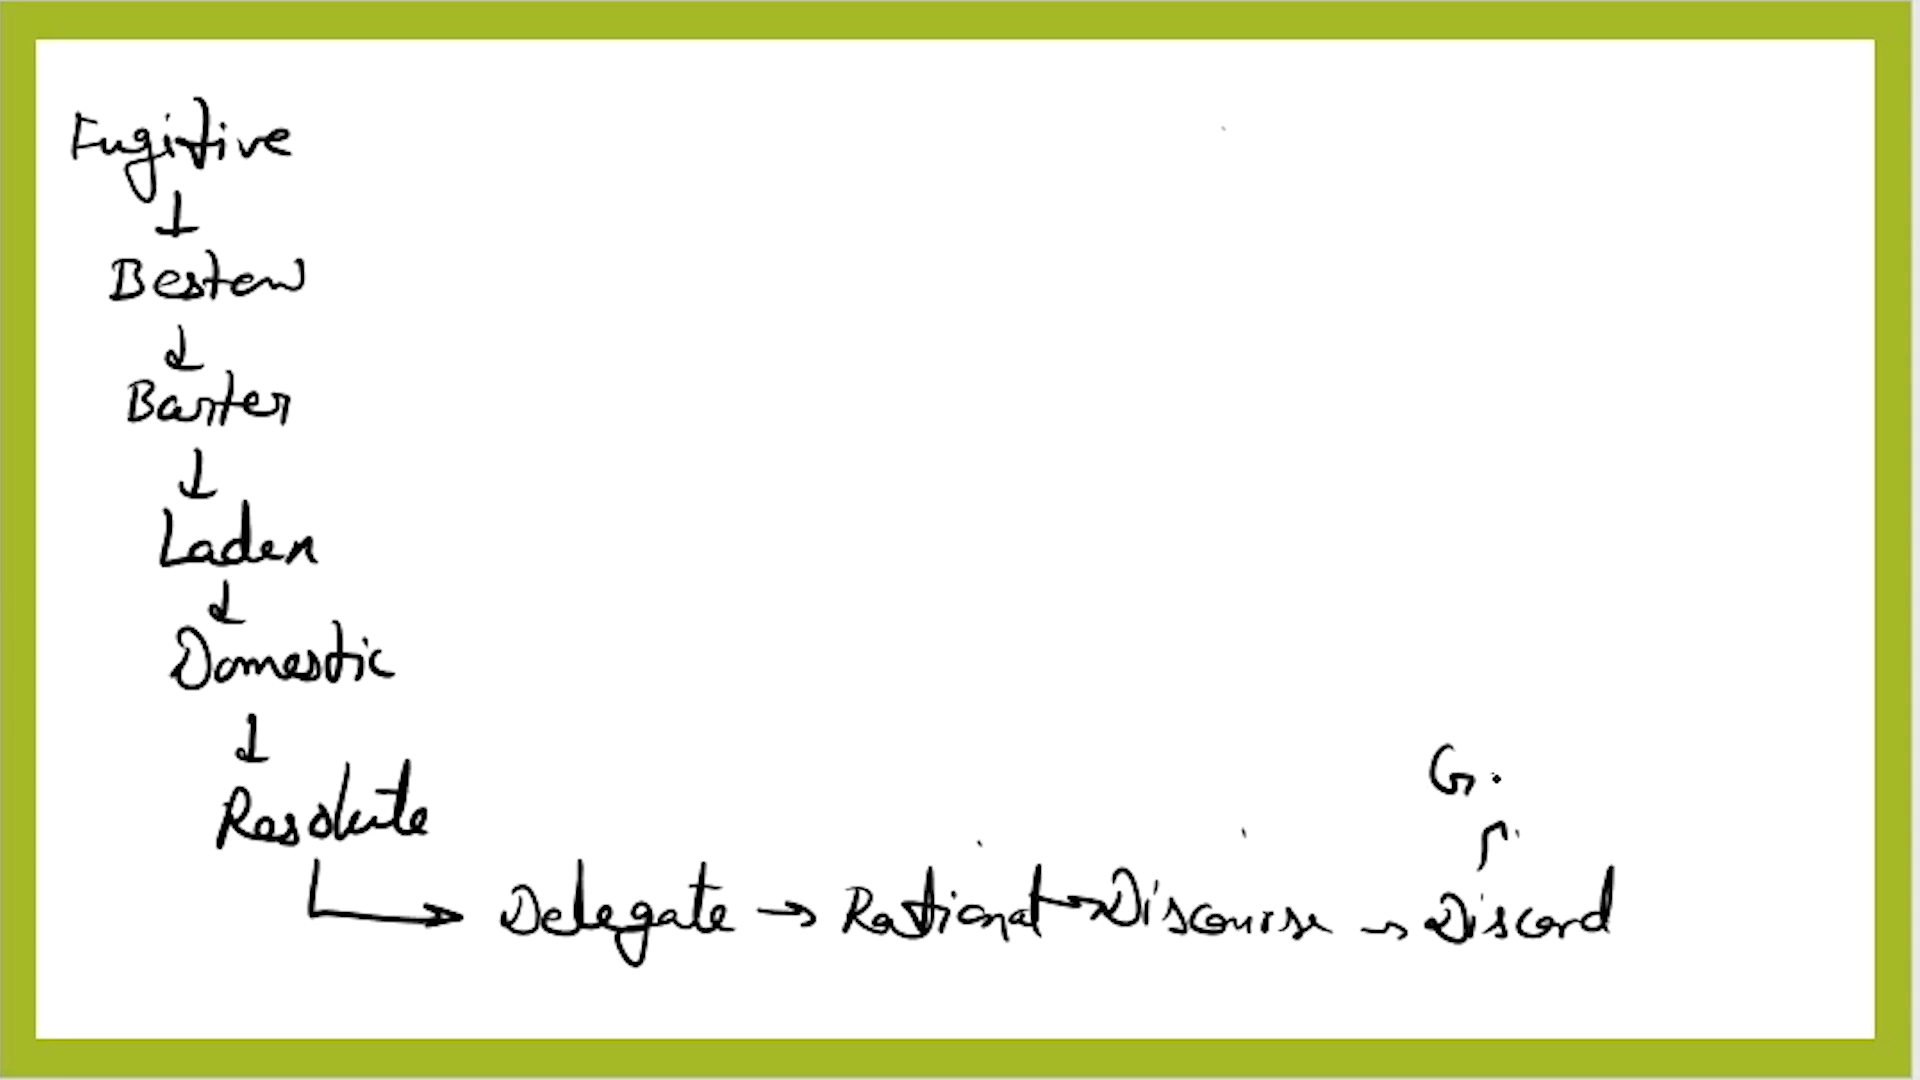 Fugitive
↓
Bestow
↓
Barter
↓
Laden
↓
Domestic
↓
Resolute
→ Delegate → Rational → Discourse → Discord